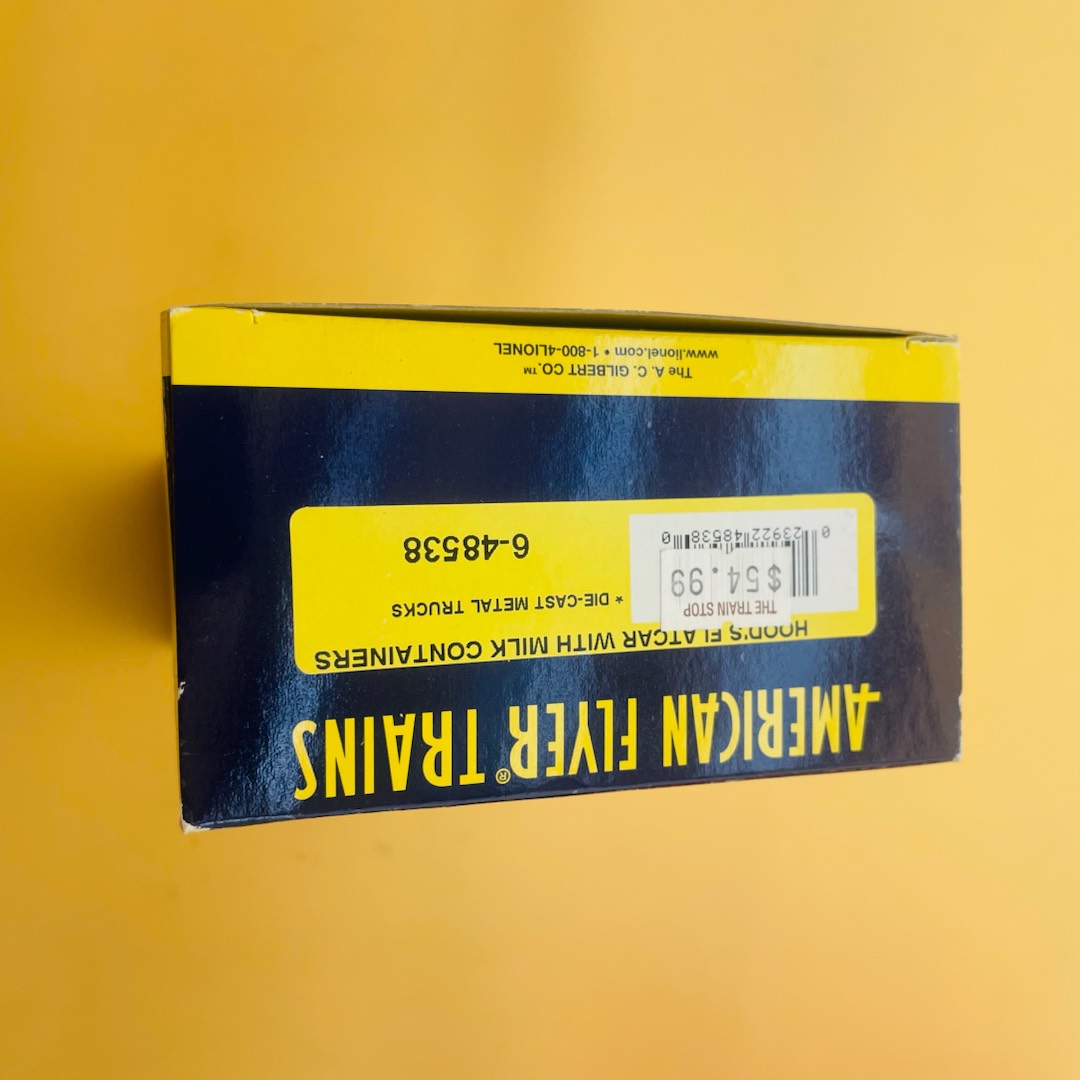 AMERICAN FLYER® TRAINS
HOOD'S FLATCAR WITH MILK CONTAINERS
* DIE-CAST METAL TRUCKS
6-48538
THE TRAIN STOP
$54.99
0 23922 48538 0
The A. C. GILBERT CO.™
www.lionel.com • 1-800-4LIONEL